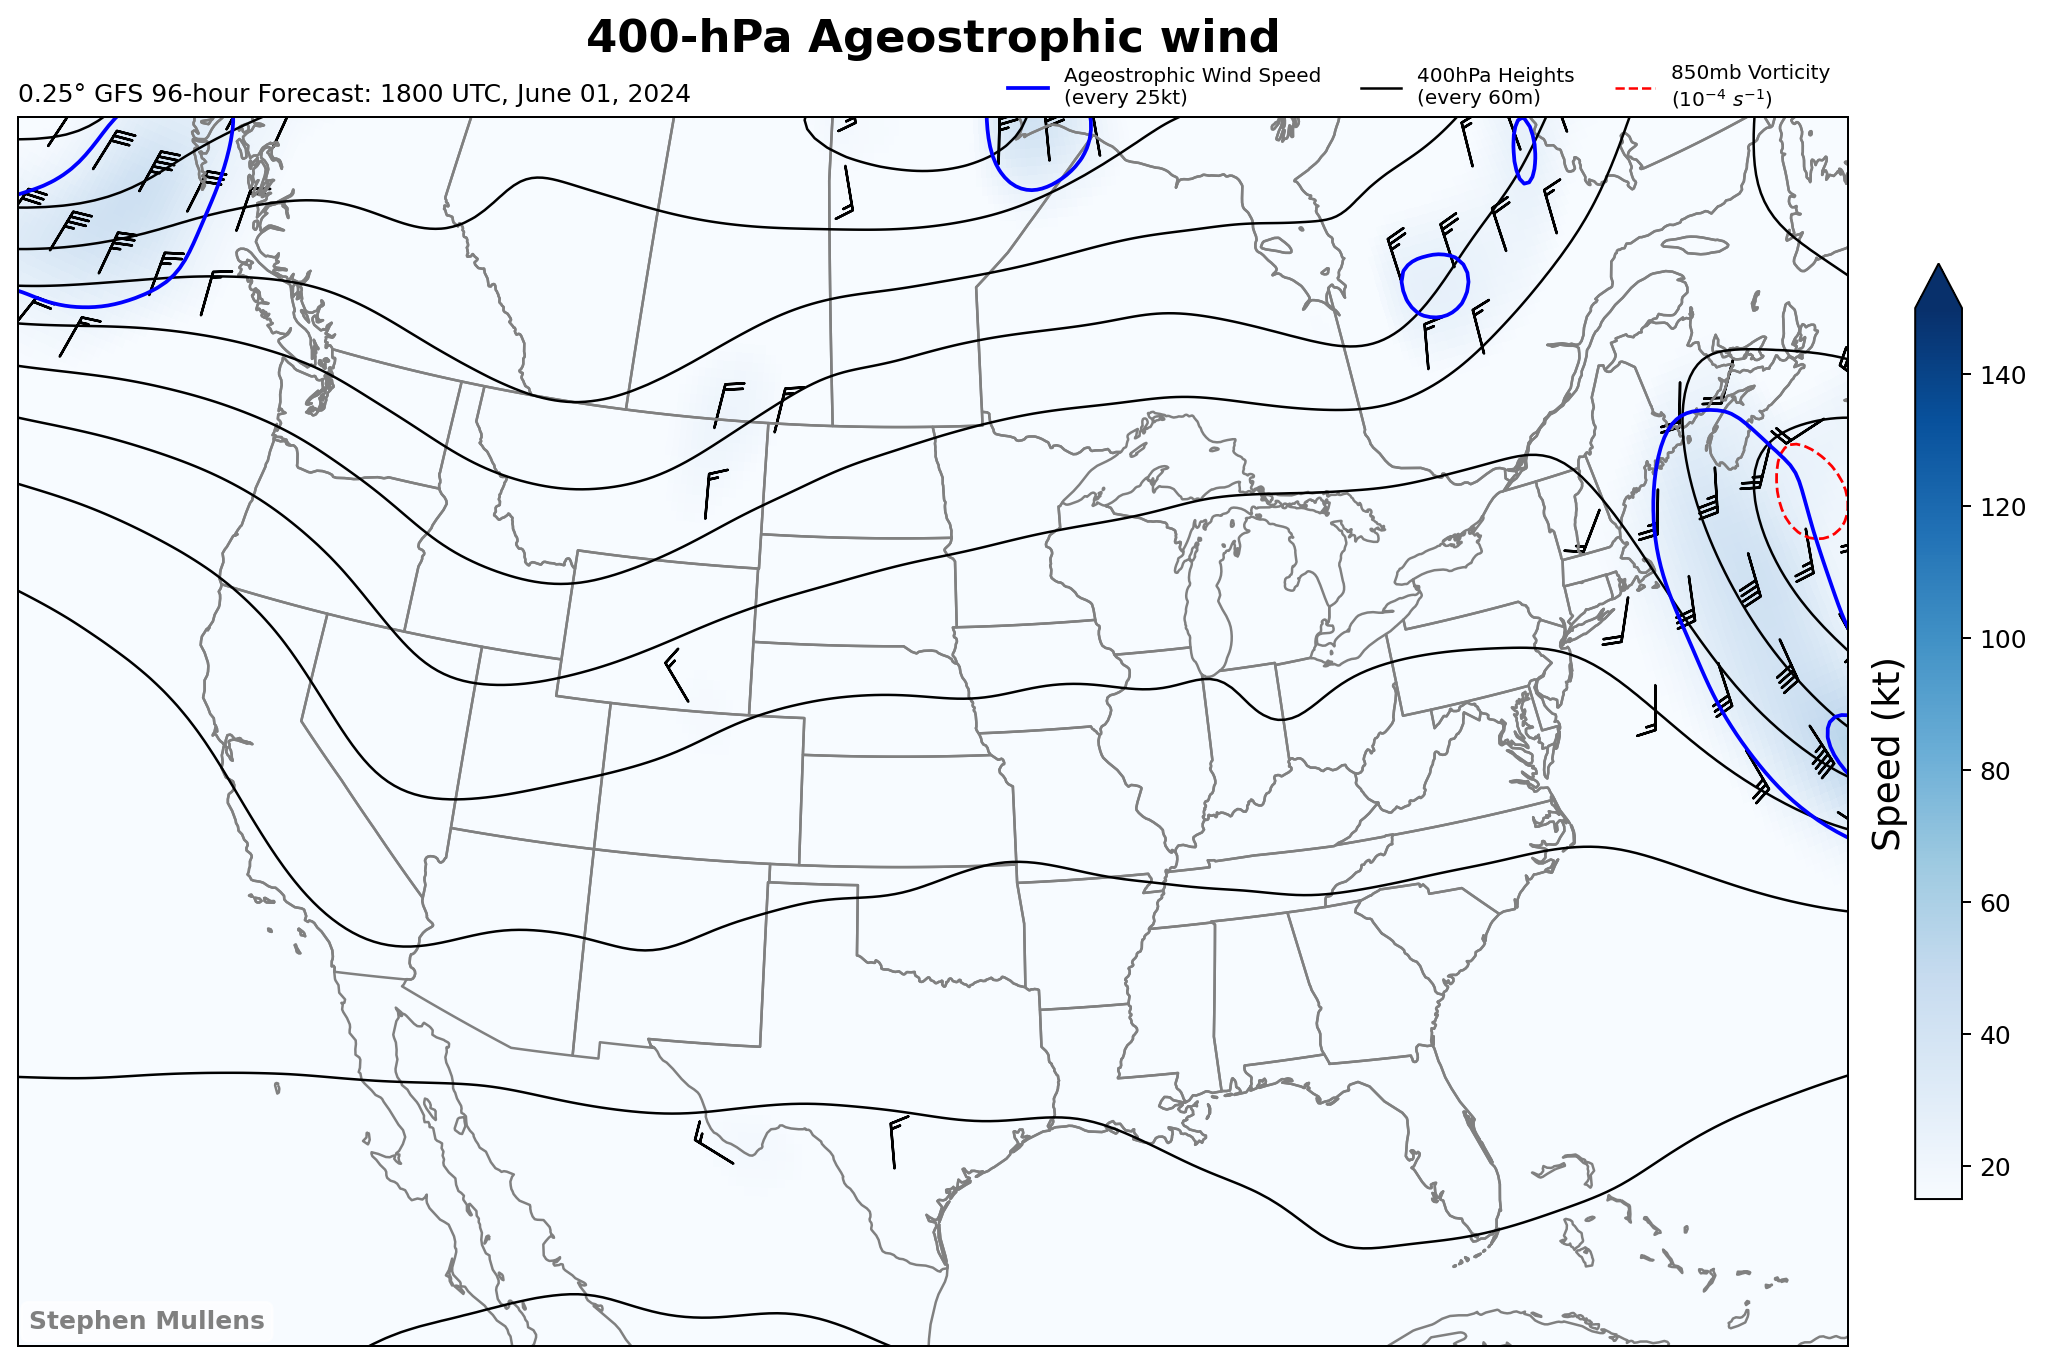 400-hPa Ageostrophic wind
0.25° GFS 96-hour Forecast: 1800 UTC, June 01, 2024
Ageostrophic Wind Speed
(every 25kt)
400hPa Heights
(every 60m)
850mb Vorticity
(10⁻⁴ s⁻¹)
140
120
100
80
60
40
20
Speed (kt)
Stephen Mullens